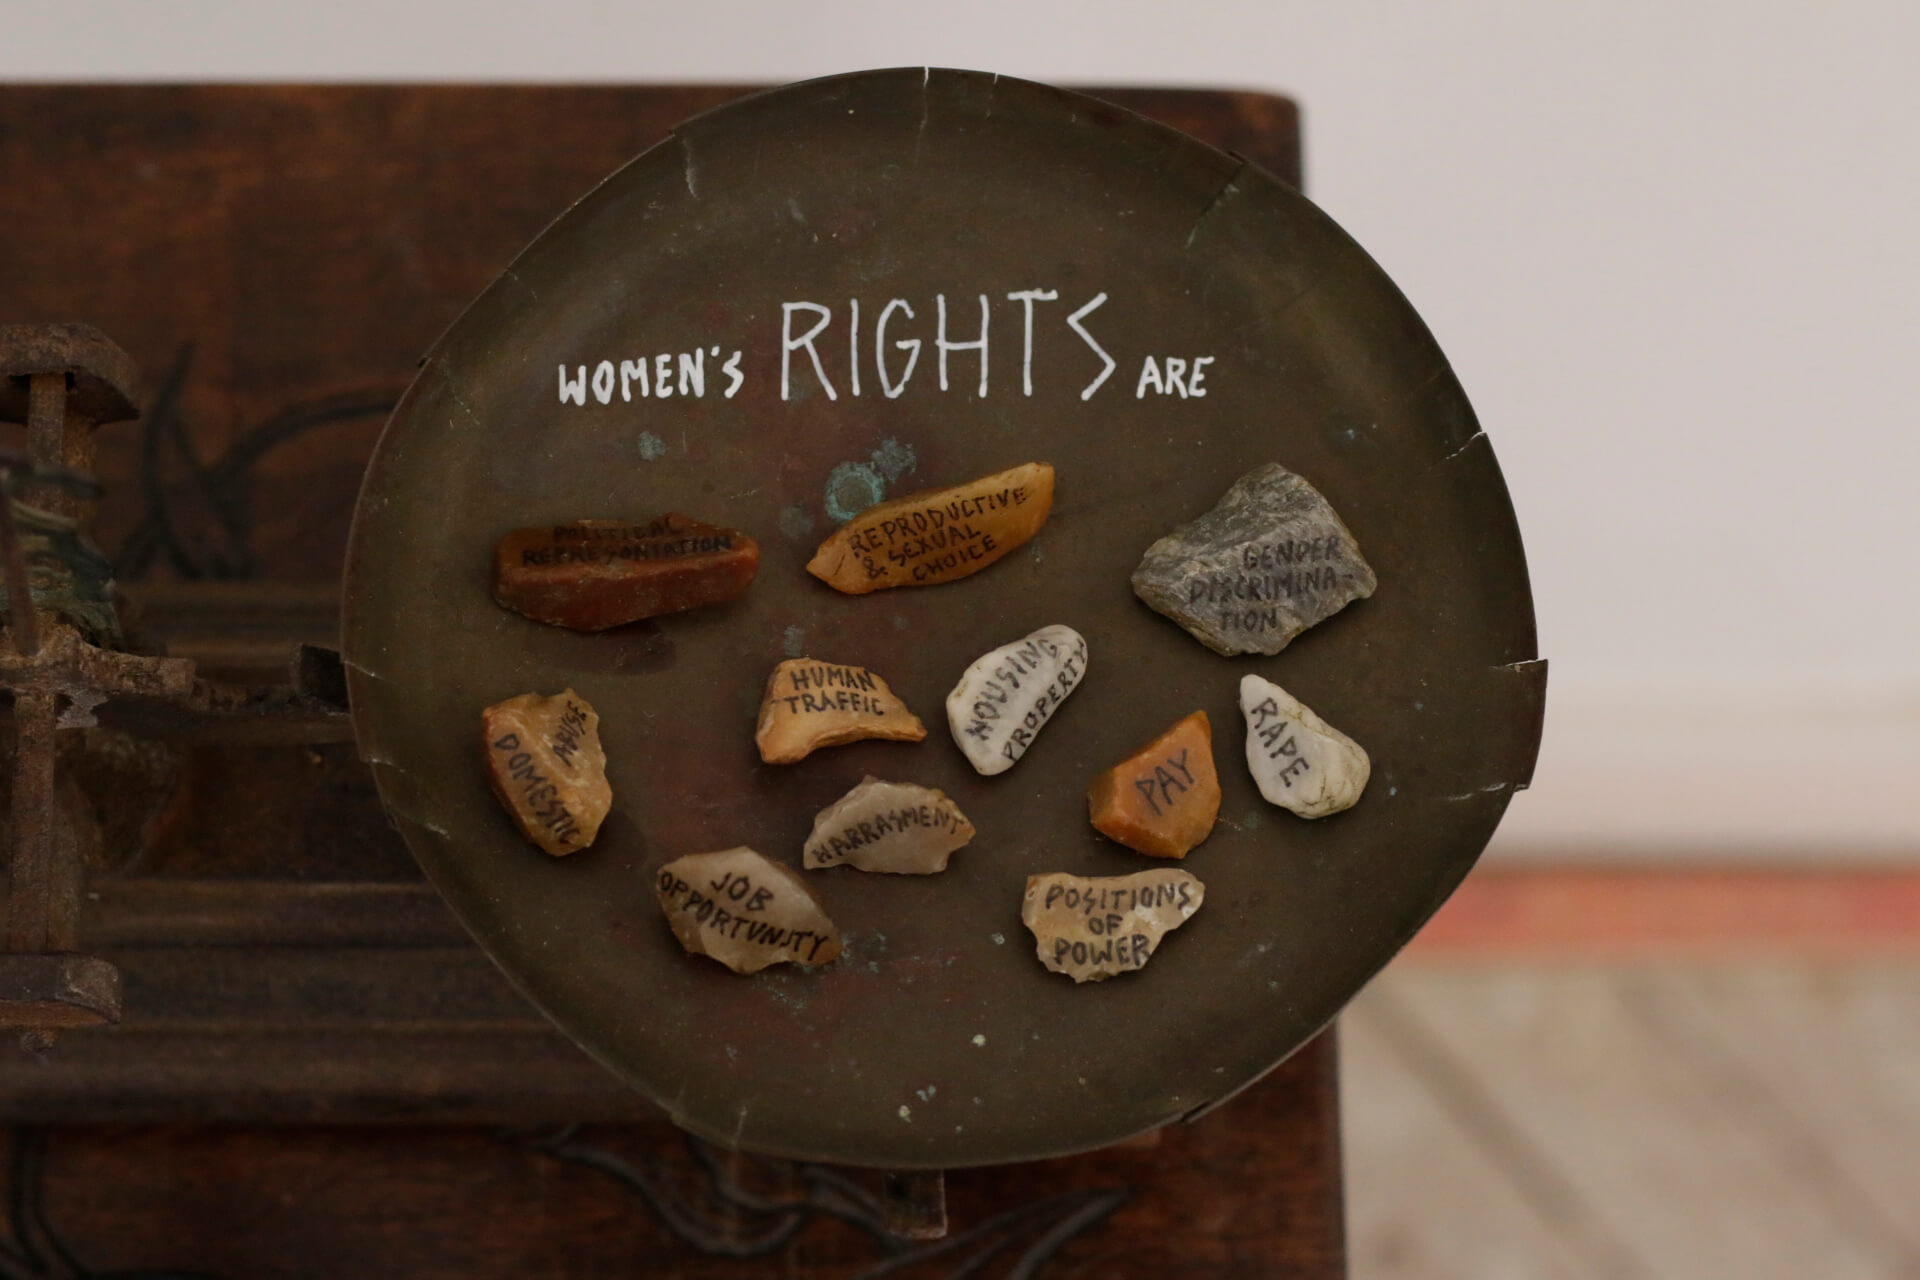 WOMEN'S RIGHTS ARE
POLITICAL
REPRESONTATION
REPRODUCTIVE
& SEXUAL
CHOICE
GENDER
DISCRIMINA-
TION
HUMAN
TRAFFIC
HOUSING
PROPERTY
ABUSE
DOMESTIC
PAY
RAPE
HARRASMENT
JOB
OPPORTUNITY
POSITIONS
OF
POWER